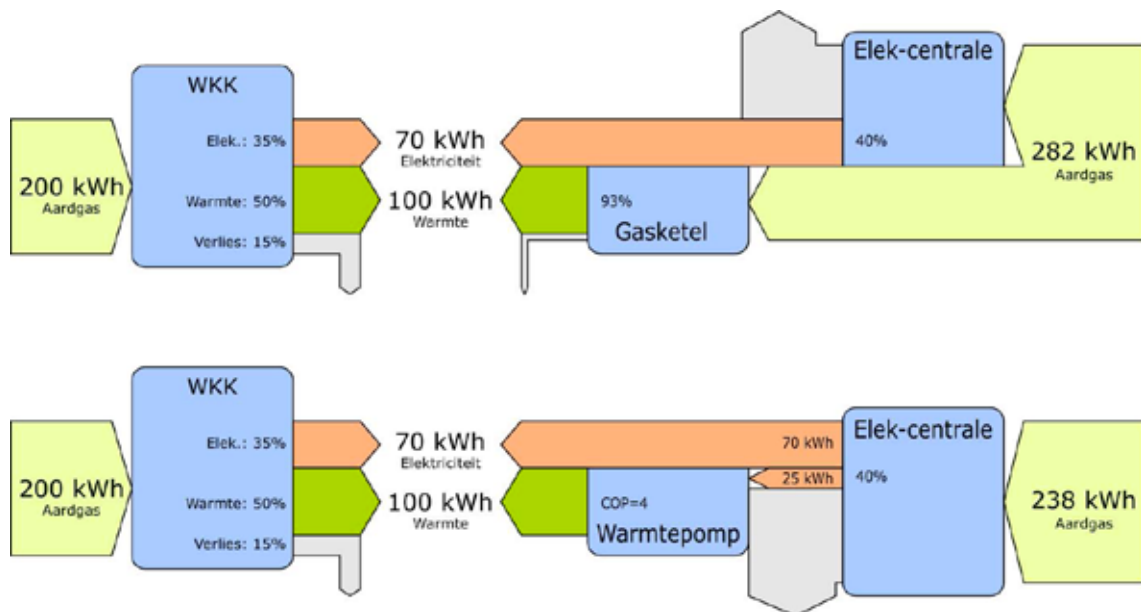 WKK
Elek.: 35%
Warmte: 50%
Verlies: 15%
200 kWh
Aardgas
70 kWh
Elektriciteit
100 kWh
Warmte
93%
Gasketel
Elek-centrale
40%
282 kWh
Aardgas
WKK
Elek.: 35%
Warmte: 50%
Verlies: 15%
200 kWh
Aardgas
70 kWh
Elektriciteit
100 kWh
Warmte
70 kWh
25 kWh
COP=4
Warmtepomp
Elek-centrale
40%
238 kWh
Aardgas